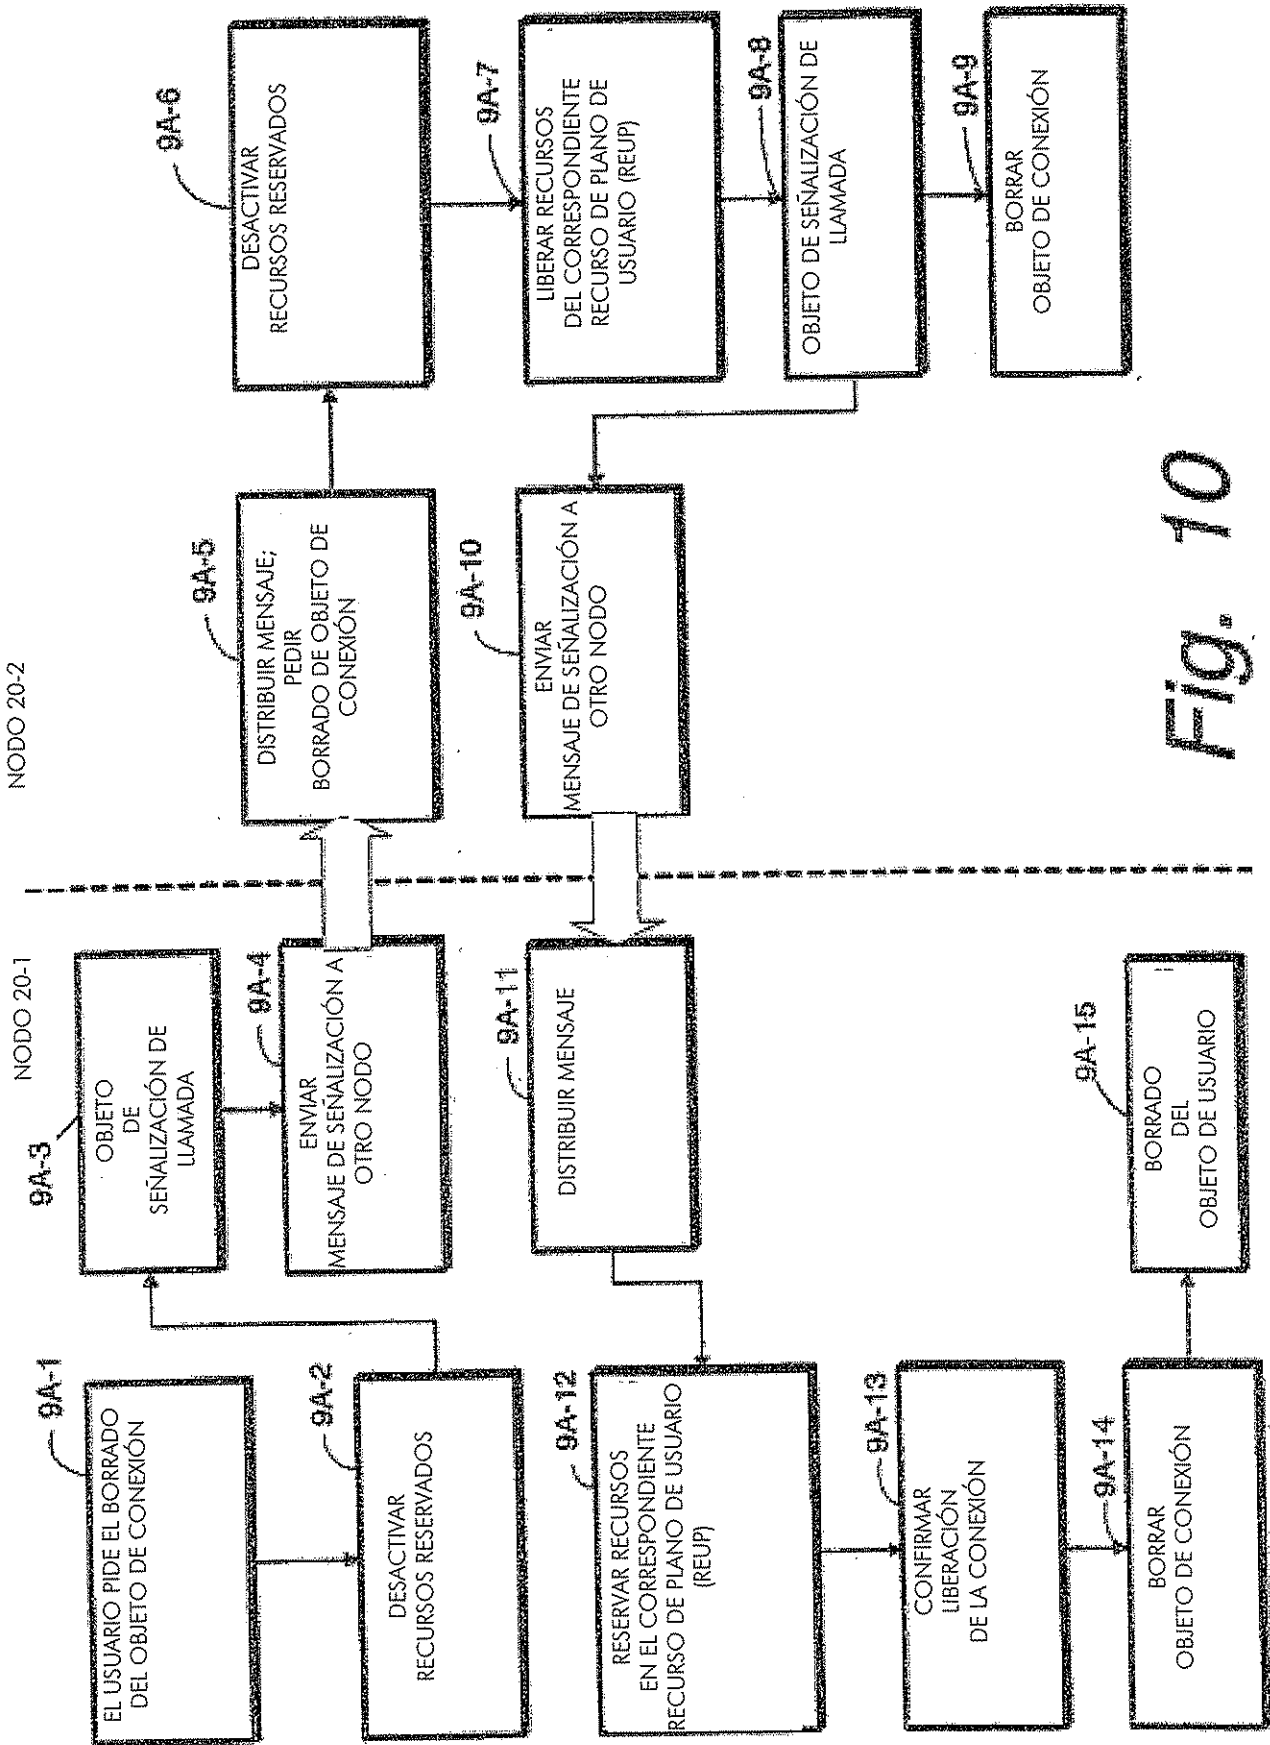 NODO 20-1
9A-1
EL USUARIO PIDE EL BORRADO
DEL OBJETO DE CONEXIÓN
9A-2
DESACTIVAR
RECURSOS RESERVADOS
9A-3
OBJETO
DE
SEÑALIZACIÓN DE
LLAMADA
9A-4
ENVIAR
MENSAJE DE SEÑALIZACIÓN A
OTRO NODO
NODO 20-2
9A-5
DISTRIBUIR MENSAJE;
PEDIR
BORRADO DE OBJETO DE
CONEXIÓN
9A-6
DESACTIVAR
RECURSOS RESERVADOS
9A-7
LIBERAR RECURSOS
DEL CORRESPONDIENTE
RECURSO DE PLANO DE
USUARIO (REUP)
9A-8
OBJETO DE SEÑALIZACIÓN DE
LLAMADA
9A-9
BORRAR
OBJETO DE CONEXIÓN
9A-10
ENVIAR
MENSAJE DE SEÑALIZACIÓN A
OTRO NODO
9A-11
DISTRIBUIR MENSAJE
9A-12
RESERVAR RECURSOS
EN EL CORRESPONDIENTE
RECURSO DE PLANO DE USUARIO
(REUP)
9A-13
CONFIRMAR
LIBERACIÓN
DE LA CONEXIÓN
9A-14
BORRAR
OBJETO DE CONEXIÓN
9A-15
BORRADO
DEL
OBJETO DE USUARIO
Fig. 10